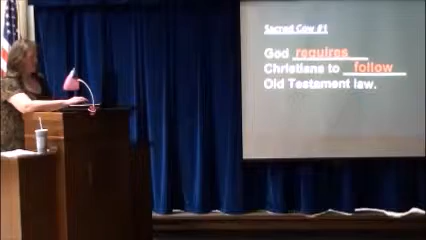 Sacred Cow #1
God requires
Christians to follow
Old Testament law.